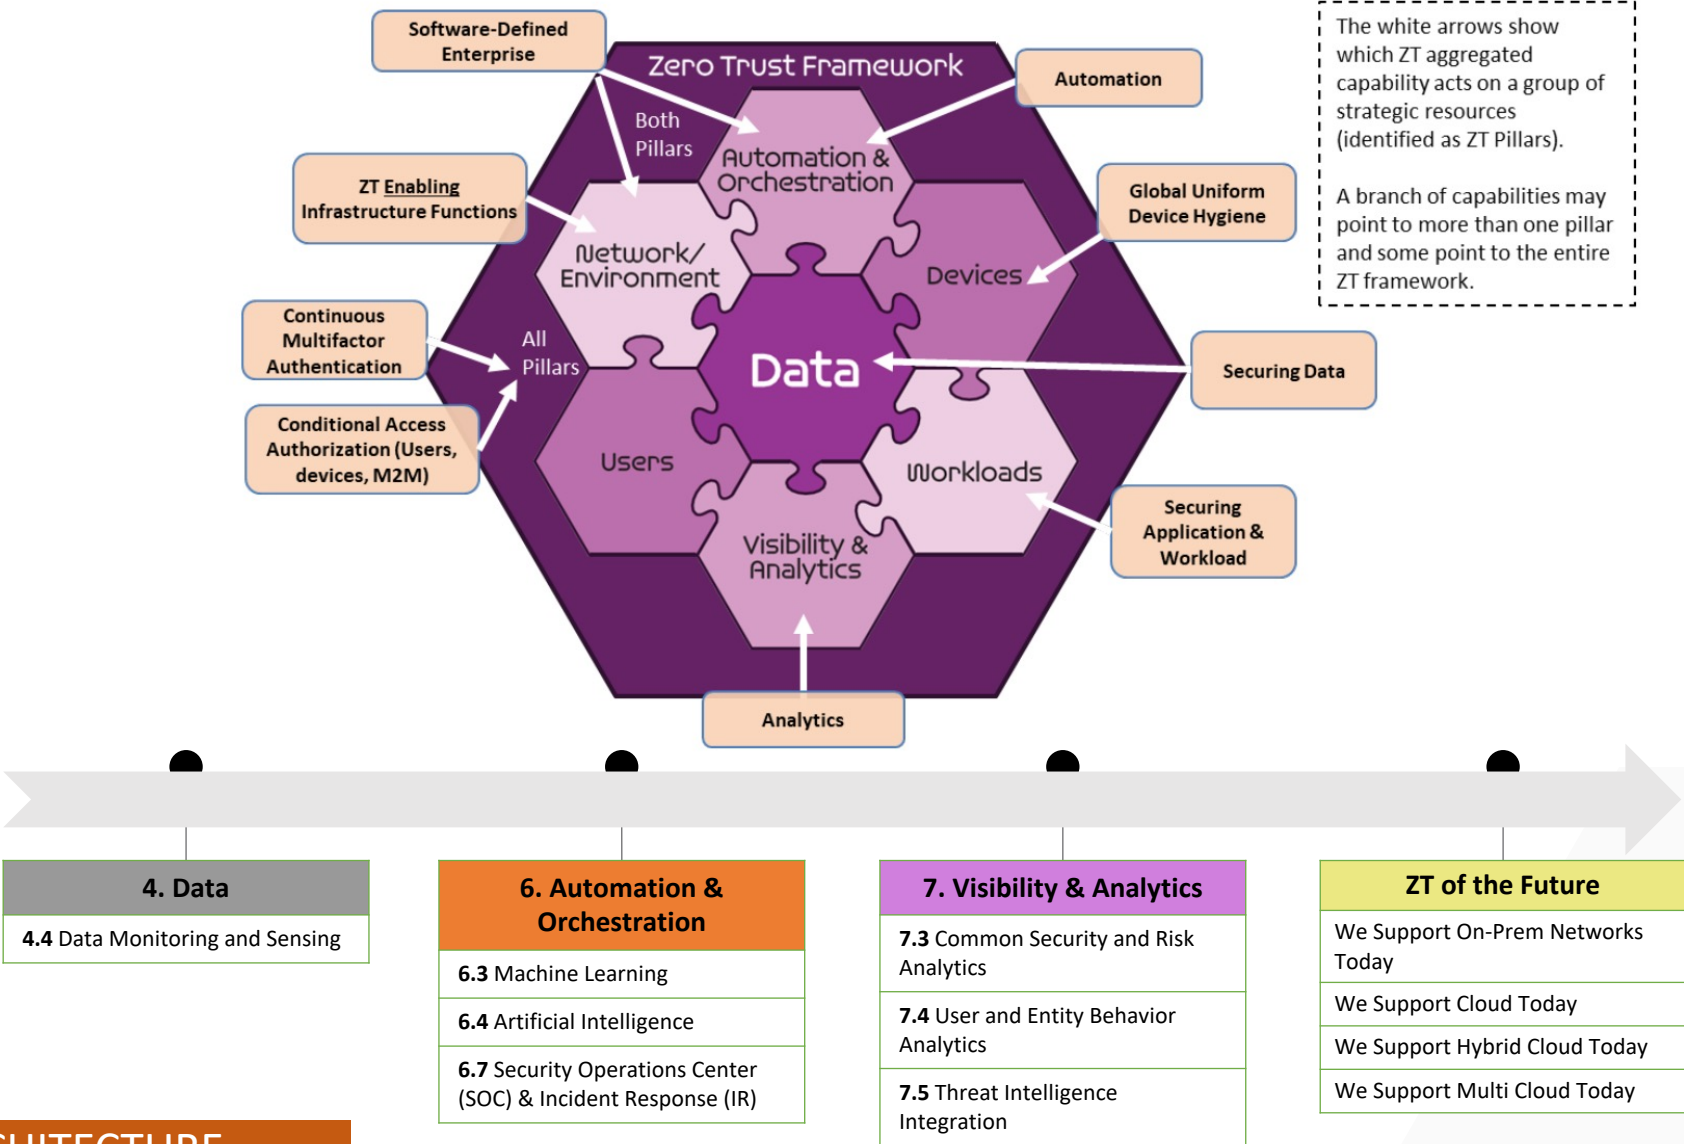 Software-Defined
Enterprise
Zero Trust Framework
Automation
The white arrows show
which ZT aggregated
capability acts on a group of
strategic resources
(identified as ZT Pillars).
A branch of capabilities may
point to more than one pillar
and some point to the entire
ZT framework.
Both
Pillars
Automation &
Orchestration
ZT Enabling
Infrastructure Functions
Global Uniform
Device Hygiene
Network/
Environment
Devices
Continuous
Multifactor
Authentication
All
Pillars
Data
Securing Data
Conditional Access
Authorization (Users,
devices, M2M)
Users
Workloads
Securing
Application &
Workload
Visibility &
Analytics
Analytics
4. Data
4.4 Data Monitoring and Sensing
6. Automation &
Orchestration
6.3 Machine Learning
6.4 Artificial Intelligence
6.7 Security Operations Center
(SOC) & Incident Response (IR)
7. Visibility & Analytics
7.3 Common Security and Risk
Analytics
7.4 User and Entity Behavior
Analytics
7.5 Threat Intelligence
Integration
ZT of the Future
We Support On-Prem Networks
Today
We Support Cloud Today
We Support Hybrid Cloud Today
We Support Multi Cloud Today